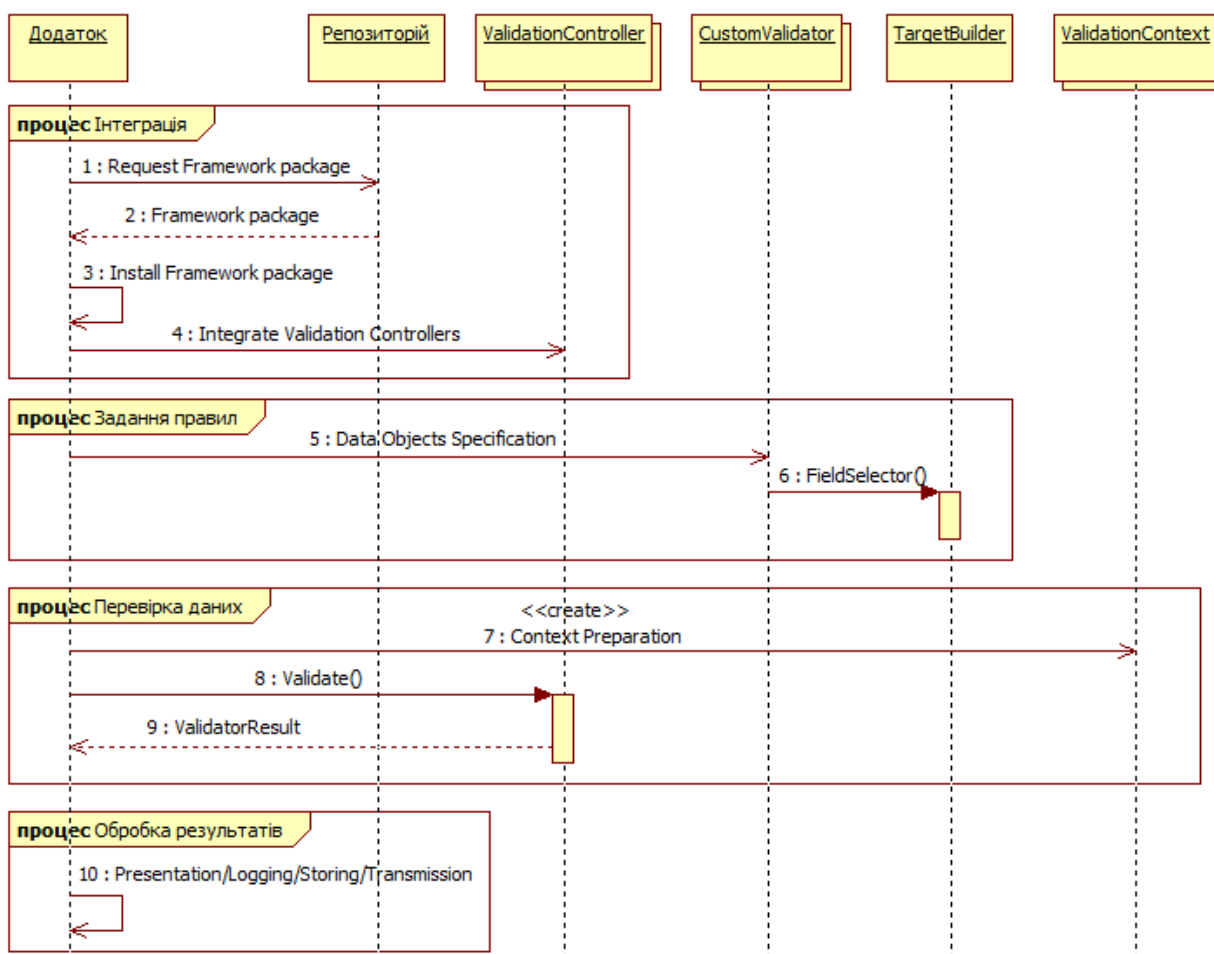 Додаток
Репозиторій
ValidationController
CustomValidator
TargetBuilder
ValidationContext
процес Інтеграція
1 : Request Framework package
2 : Framework package
3 : Install Framework package
4 : Integrate Validation Controllers
процес Задання правил
5 : Data Objects Specification
6 : FieldSelector()
процес Перевірка даних
<<create>>
7 : Context Preparation
8 : Validate()
9 : ValidatorResult
процес Обробка результатів
10 : Presentation/Logging/Storing/Transmission